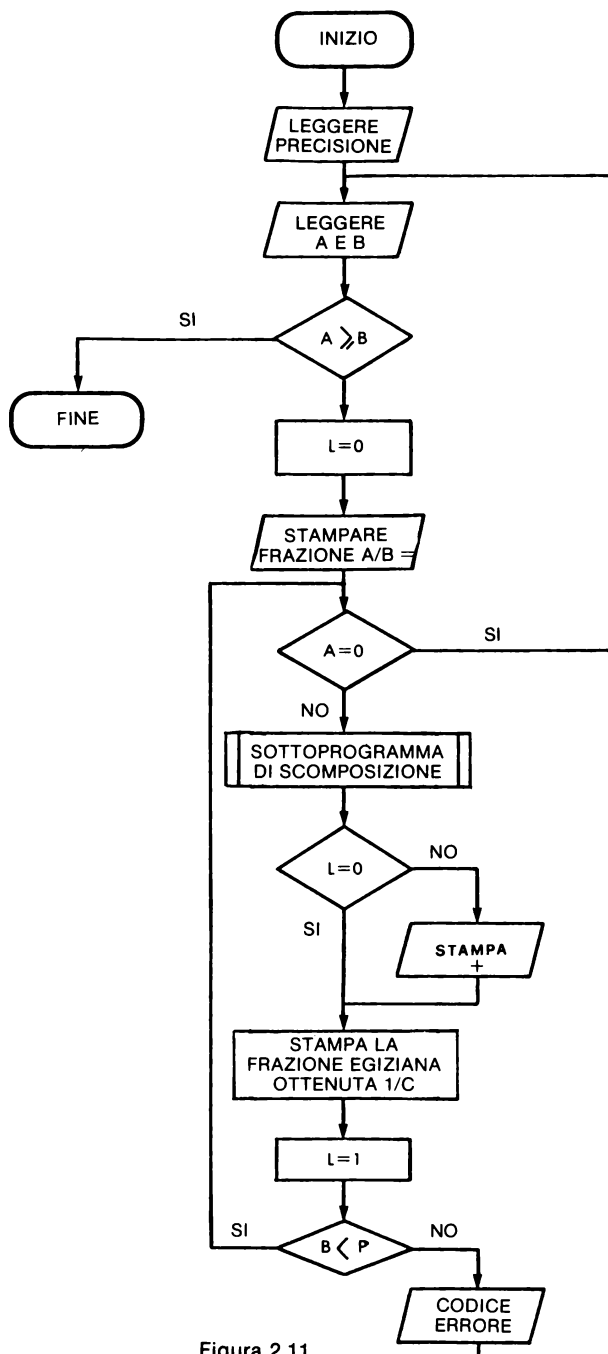 INIZIO
LEGGERE
PRECISIONE
LEGGERE
A E B
SI
A ⩾ B
FINE
L=0
STAMPARE
FRAZIONE A/B =
A=0
SI
NO
SOTTOPROGRAMMA
DI SCOMPOSIZIONE
L=0
NO
SI
STAMPA
+
STAMPA LA
FRAZIONE EGIZIANA
OTTENUTA 1/C
L=1
SI
B < P
NO
CODICE
ERRORE
Figura 2.11